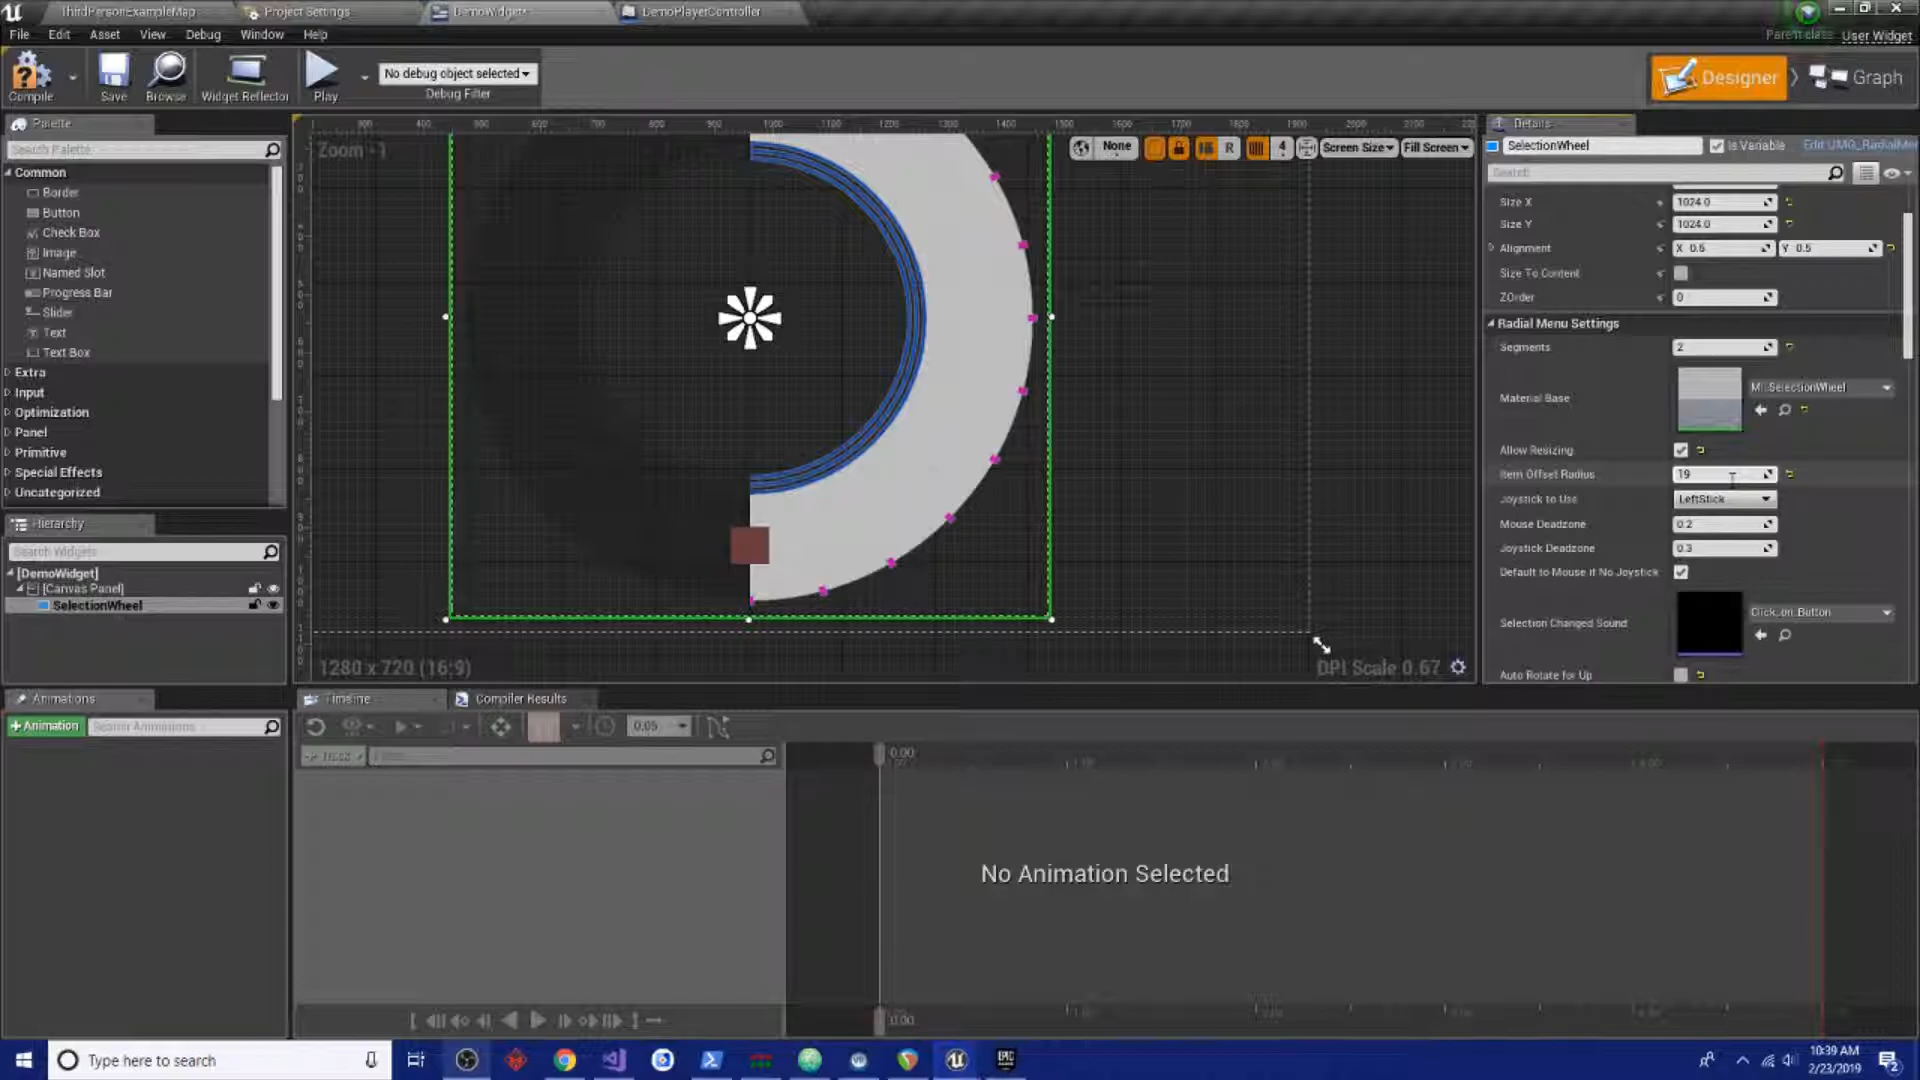 ThirdPersonExampleMap
Project Settings
DemoWidget*
DemoPlayerController
File Edit Asset View Debug Window Help
Parent class: User Widget
Compile
Save
Browse
Widget Reflector
Play
No debug object selected
Debug Filter
Designer
Graph
Palette
Search Palette
Common
Border
Button
Check Box
Image
Named Slot
Progress Bar
Slider
Text
Text Box
Extra
Input
Optimization
Panel
Primitive
Special Effects
Uncategorized
Hierarchy
Search Widgets
[DemoWidget]
[Canvas Panel]
SelectionWheel
Zoom -1
None
R
4
Screen Size
Fill Screen
1280 x 720 (16:9)
DPI Scale 0.67
Details
SelectionWheel
Is Variable
Search
Size X 1024.0
Size Y 1024.0
Alignment X 0.5 Y 0.5
Size To Content
ZOrder 0
Radial Menu Settings
Segments 2
Material Base
MI_SelectionWheel
Allow Resizing
Item Offset Radius 19
Joystick to Use LeftStick
Mouse Deadzone 0.2
Joystick Deadzone 0.3
Default to Mouse if No Joystick
Selection Changed Sound
Click_on_Button
Auto Rotate for Up
Animations
+ Animation
Search Animations
Timeline
Compiler Results
0.05
0.00
No Animation Selected
0.00
Type here to search
10:39 AM
2/23/2019
2